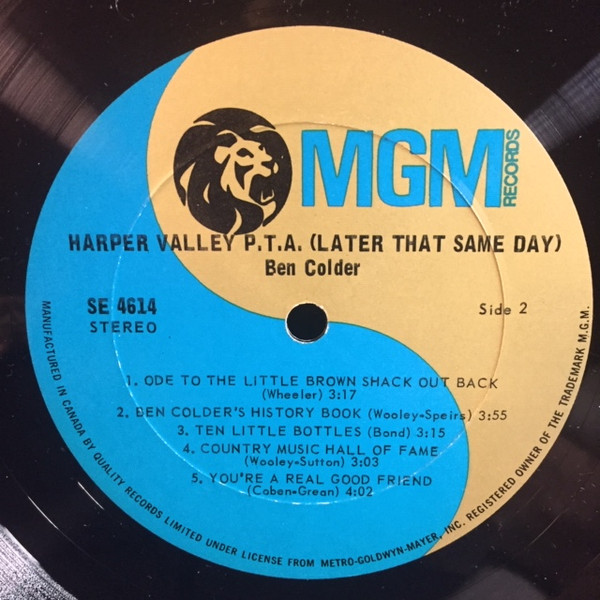 MGM
RECORDS
HARPER VALLEY P.T.A. (LATER THAT SAME DAY)
Ben Colder
SE 4614
STEREO
Side 2
1. ODE TO THE LITTLE BROWN SHACK OUT BACK
(Wheeler) 3:17
2. BEN COLDER'S HISTORY BOOK (Wooley-Speirs) 3:55
3. TEN LITTLE BOTTLES (Bond) 3:15
4. COUNTRY MUSIC HALL OF FAME
(Wooley-Sutton) 3:03
5. YOU'RE A REAL GOOD FRIEND
(Coben-Grean) 4:02
MANUFACTURED IN CANADA BY QUALITY RECORDS LIMITED UNDER LICENSE FROM METRO-GOLDWYN-MAYER, INC. REGISTERED OWNER OF THE TRADEMARK M.G.M.